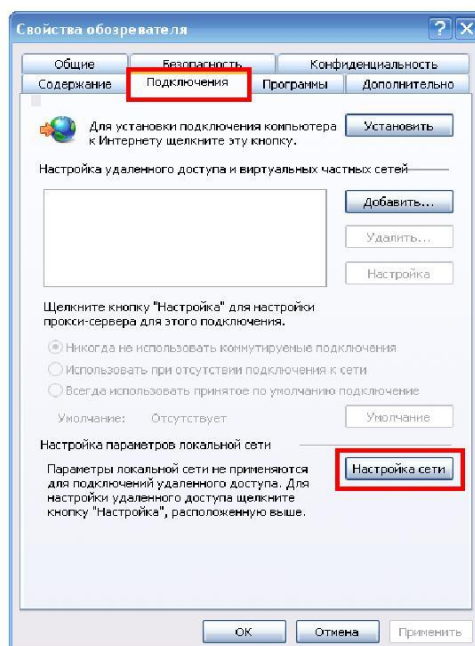 Свойства обозревателя
Общие Безопасность Конфиденциальность
Содержание Подключения Программы Дополнительно
Для установки подключения компьютера
к Интернету щелкните эту кнопку.
Установить
Настройка удаленного доступа и виртуальных частных сетей
Добавить...
Удалить...
Настройка
Щелкните кнопку "Настройка" для настройки
прокси-сервера для этого подключения.
Никогда не использовать коммутируемые подключения
Использовать при отсутствии подключения к сети
Всегда использовать принятое по умолчанию подключение
Умолчание: Отсутствует Умолчание
Настройка параметров локальной сети
Параметры локальной сети не применяются
для подключений удаленного доступа. Для
настройки удаленного доступа щелкните
кнопку "Настройка", расположенную выше.
Настройка сети
ОК Отмена Применить